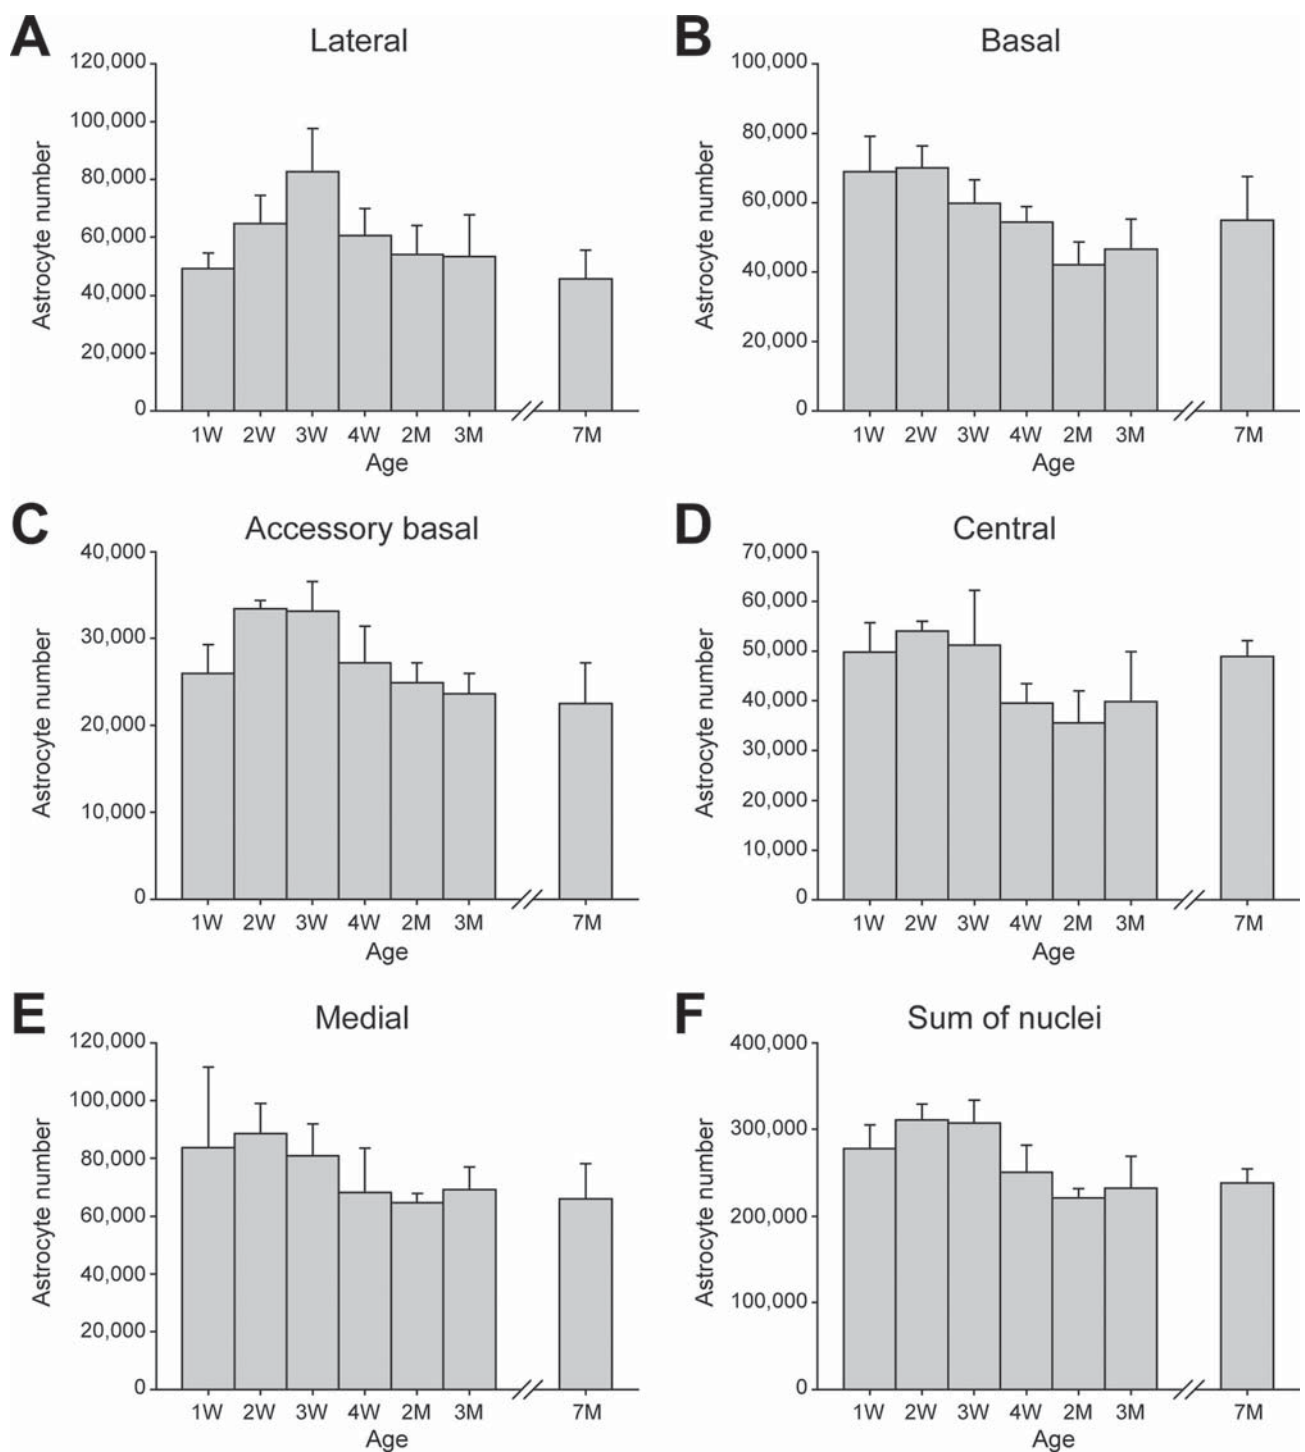 A
Lateral
120,000
100,000
80,000
60,000
40,000
20,000
0
Astrocyte number
1W 2W 3W 4W 2M 3M 7M
Age
B
Basal
100,000
80,000
60,000
40,000
20,000
0
Astrocyte number
1W 2W 3W 4W 2M 3M 7M
Age
C
Accessory basal
40,000
30,000
20,000
10,000
0
Astrocyte number
1W 2W 3W 4W 2M 3M 7M
Age
D
Central
70,000
60,000
50,000
40,000
30,000
20,000
10,000
0
Astrocyte number
1W 2W 3W 4W 2M 3M 7M
Age
E
Medial
120,000
100,000
80,000
60,000
40,000
20,000
0
Astrocyte number
1W 2W 3W 4W 2M 3M 7M
Age
F
Sum of nuclei
400,000
300,000
200,000
100,000
0
Astrocyte number
1W 2W 3W 4W 2M 3M 7M
Age